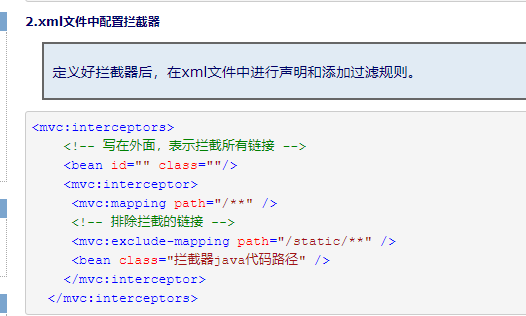 2.xml文件中配置拦截器
定义好拦截器后，在xml文件中进行声明和添加过滤规则。
<mvc:interceptors>
<!-- 写在外面，表示拦截所有链接 -->
<bean id="" class=""/>
<mvc:interceptor>
<mvc:mapping path="/**" />
<!-- 排除拦截的链接 -->
<mvc:exclude-mapping path="/static/**" />
<bean class="拦截器java代码路径" />
</mvc:interceptor>
</mvc:interceptors>